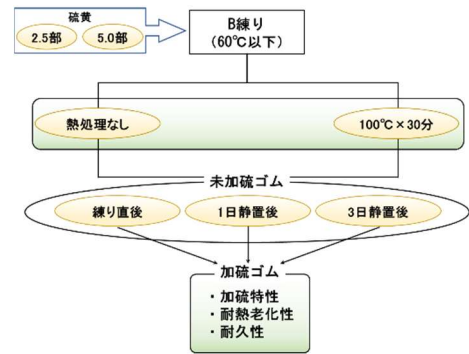 硫黄
2.5部 5.0部
B練り
(60℃以下)
熱処理なし
100℃×30分
未加硫ゴム
練り直後
1日静置後
3日静置後
加硫ゴム
・加硫特性
・耐熱老化性
・耐久性